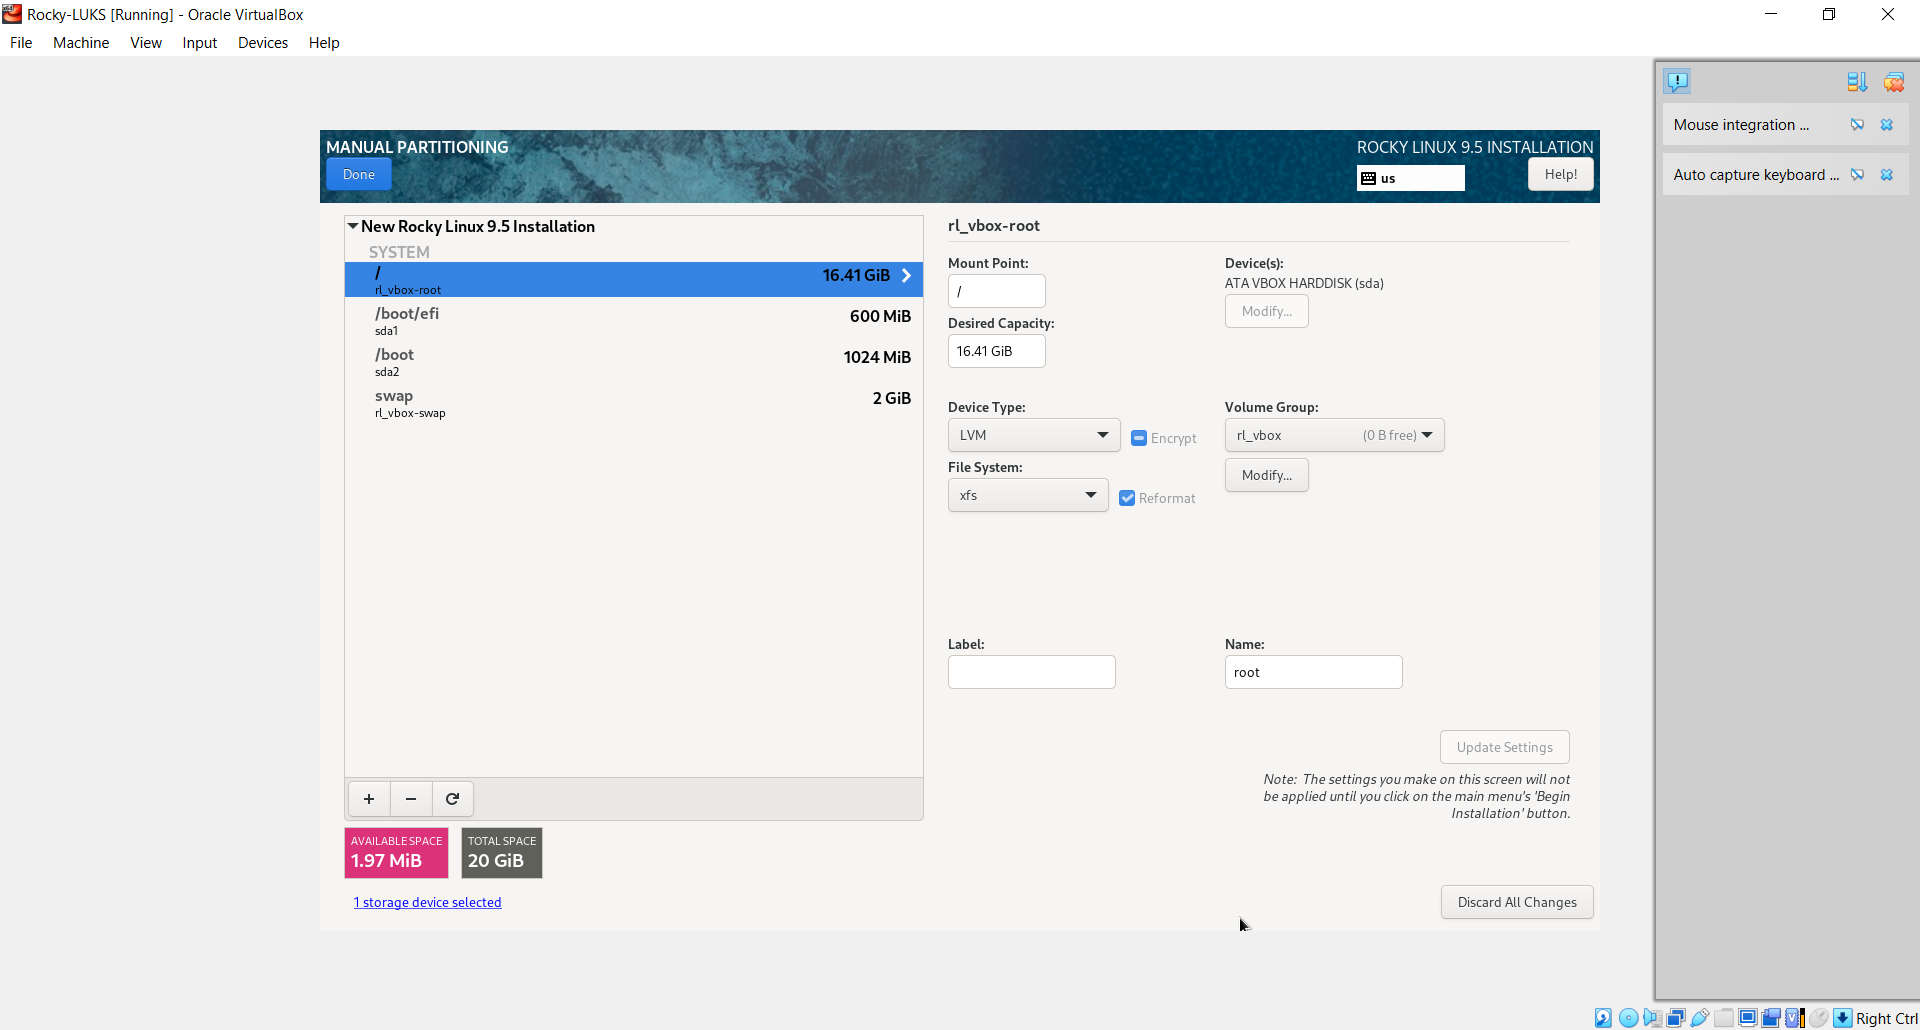 Rocky-LUKS [Running] - Oracle VirtualBox
File Machine View Input Devices Help
Mouse integration ...
Auto capture keyboard ...
MANUAL PARTITIONING
Done
ROCKY LINUX 9.5 INSTALLATION
us
Help!
New Rocky Linux 9.5 Installation
SYSTEM
/
16.41 GiB
rl_vbox-root
/boot/efi
600 MiB
sda1
/boot
1024 MiB
sda2
swap
2 GiB
rl_vbox-swap
+ −
AVAILABLE SPACE
1.97 MiB
TOTAL SPACE
20 GiB
1 storage device selected
rl_vbox-root
Mount Point:
/
Device(s):
ATA VBOX HARDDISK (sda)
Modify...
Desired Capacity:
16.41 GiB
Device Type:
LVM
Encrypt
Volume Group:
rl_vbox (0 B free)
Modify...
File System:
xfs
Reformat
Label:
Name:
root
Update Settings
Note: The settings you make on this screen will not
be applied until you click on the main menu's 'Begin
Installation' button.
Discard All Changes
Right Ctrl